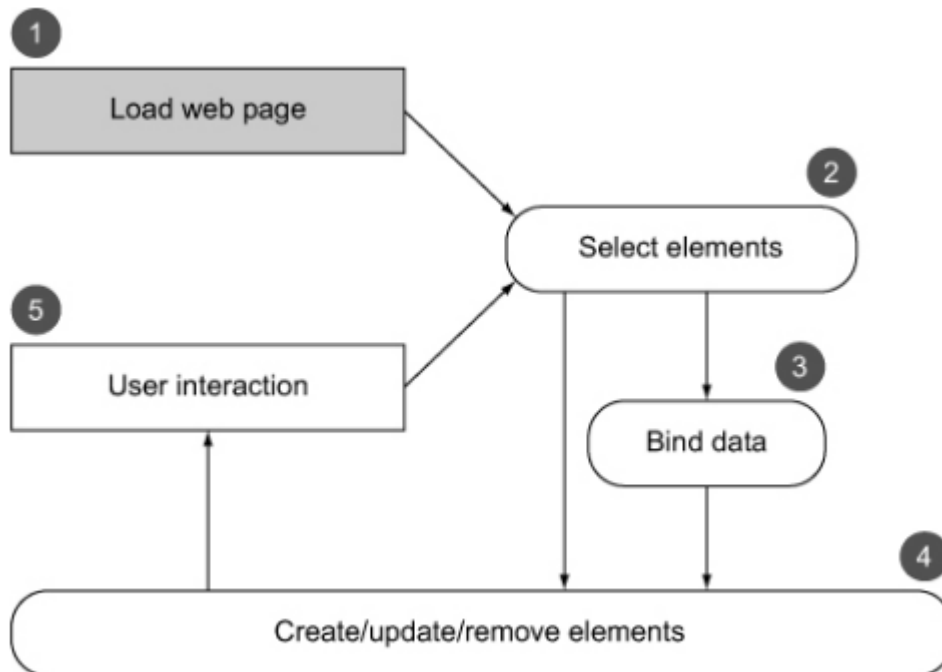 1
Load web page
2
Select elements
5
User interaction
3
Bind data
4
Create/update/remove elements